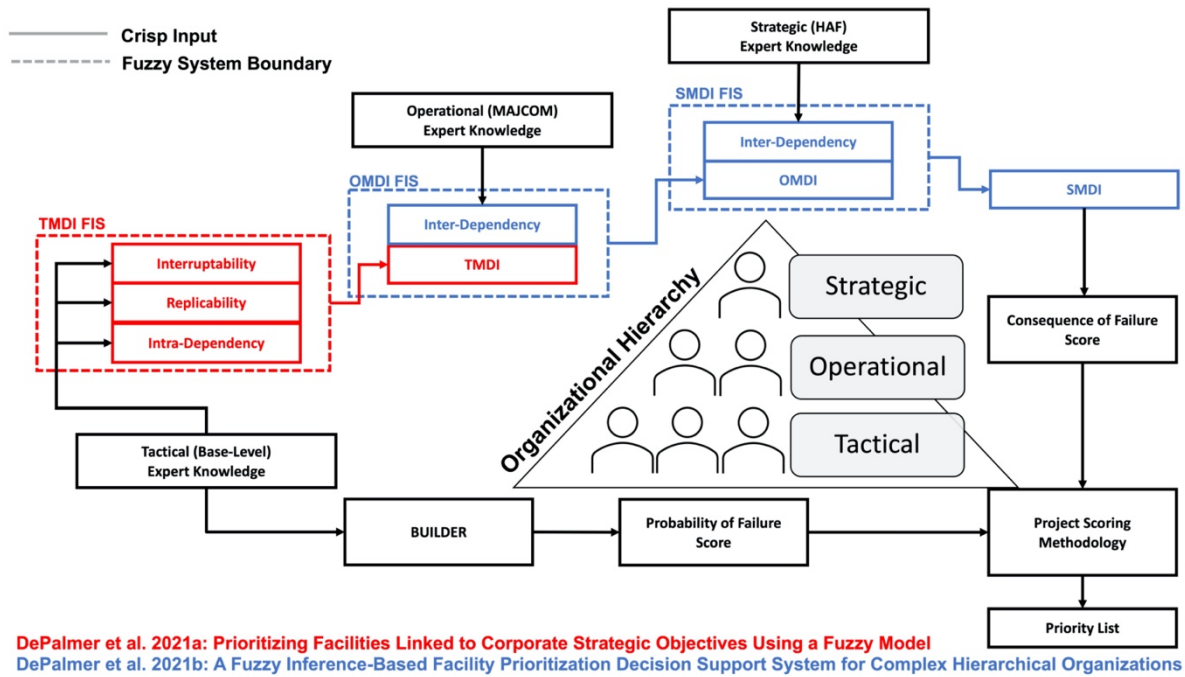 Crisp Input
Fuzzy System Boundary
Strategic (HAF)
Expert Knowledge
Operational (MAJCOM)
Expert Knowledge
SMDI FIS
Inter-Dependency
OMDI
SMDI
OMDI FIS
Inter-Dependency
TMDI
TMDI FIS
Interruptability
Replicability
Intra-Dependency
Organizational Hierarchy
Strategic
Operational
Tactical
Consequence of Failure
Score
Tactical (Base-Level)
Expert Knowledge
BUILDER
Probability of Failure
Score
Project Scoring
Methodology
Priority List
DePalmer et al. 2021a: Prioritizing Facilities Linked to Corporate Strategic Objectives Using a Fuzzy Model
DePalmer et al. 2021b: A Fuzzy Inference-Based Facility Prioritization Decision Support System for Complex Hierarchical Organizations